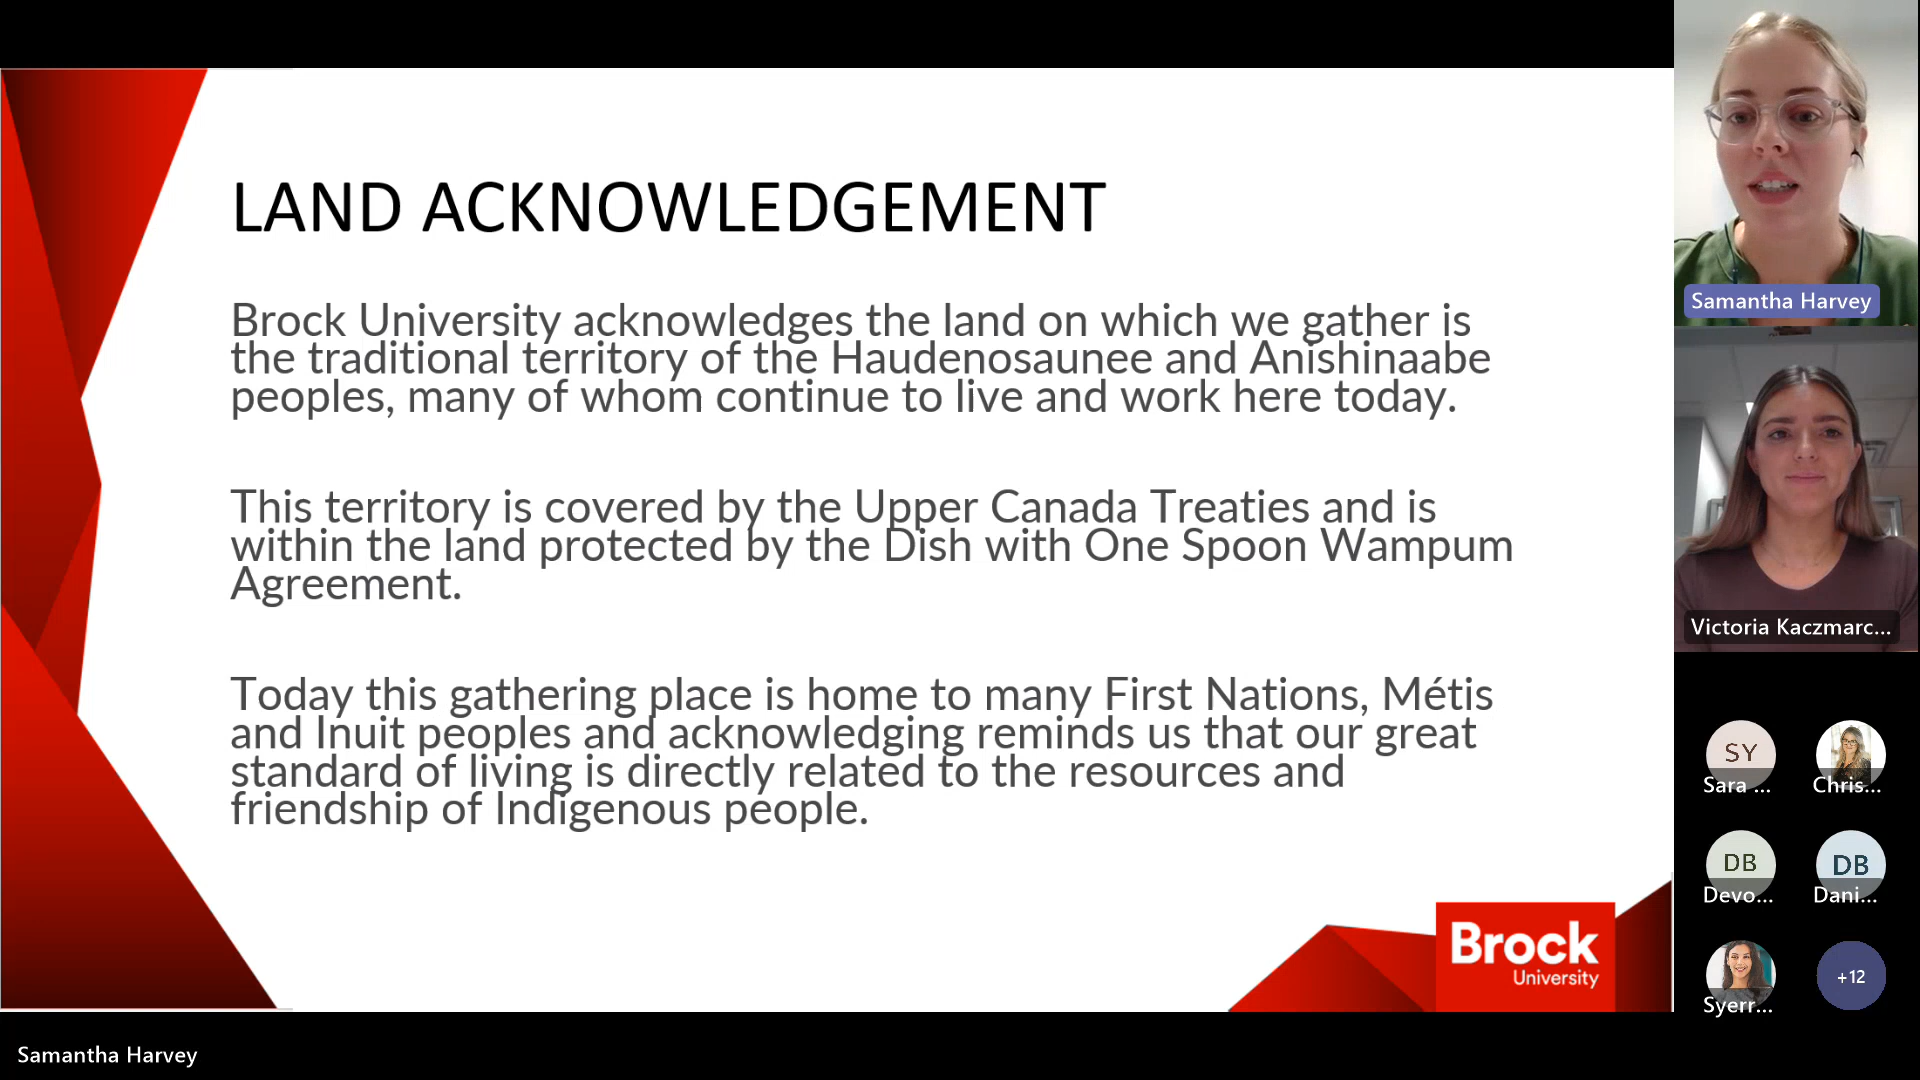 LAND ACKNOWLEDGEMENT
Brock University acknowledges the land on which we gather is
the traditional territory of the Haudenosaunee and Anishinaabe
peoples, many of whom continue to live and work here today.
This territory is covered by the Upper Canada Treaties and is
within the land protected by the Dish with One Spoon Wampum
Agreement.
Today this gathering place is home to many First Nations, Métis
and Inuit peoples and acknowledging reminds us that our great
standard of living is directly related to the resources and
friendship of Indigenous people.
Brock
University
Samantha Harvey
Samantha Harvey
Victoria Kaczmarc...
SY
Sara ...
Chris...
DB
Devo...
DB
Dani...
Syerr...
+12